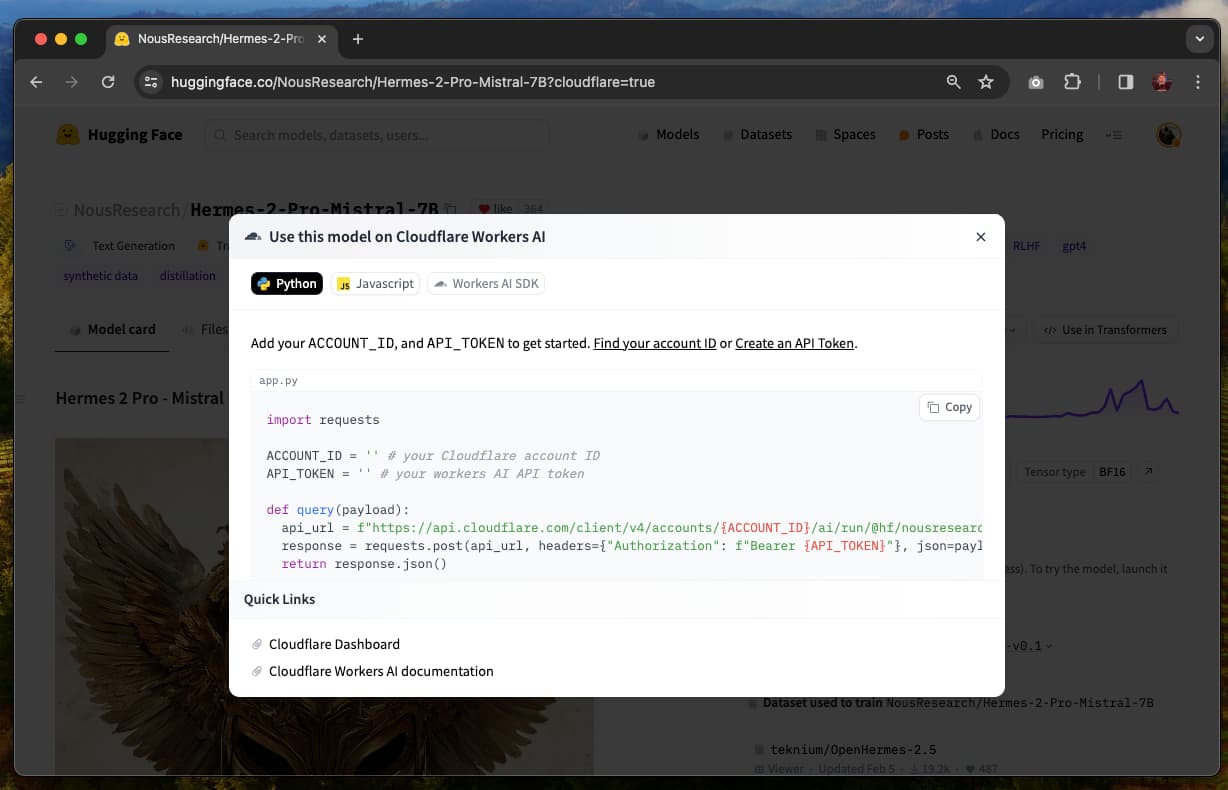 NousResearch/Hermes-2-Pro
huggingface.co/NousResearch/Hermes-2-Pro-Mistral-7B?cloudflare=true
Hugging Face
Search models, datasets, users...
Models
Datasets
Spaces
Posts
Docs
Pricing
NousResearch/Hermes-2-Pro-Mistral-7B
like 364
Text Generation
Tr
RLHF
gpt4
synthetic data
distillation
Use this model on Cloudflare Workers AI
Python
JS Javascript
Workers AI SDK
Model card
Files
</> Use in Transformers
Add your ACCOUNT_ID, and API_TOKEN to get started. Find your account ID or Create an API Token.
app.py
Copy
Hermes 2 Pro - Mistral
import requests
ACCOUNT_ID = '' # your Cloudflare account ID
API_TOKEN = '' # your workers AI API token
Tensor type BF16
def query(payload):
api_url = f"https://api.cloudflare.com/client/v4/accounts/{ACCOUNT_ID}/ai/run/@hf/nousresearc
response = requests.post(api_url, headers={"Authorization": f"Bearer {API_TOKEN}"}, json=payl
return response.json()
ess). To try the model, launch it
Quick Links
Cloudflare Dashboard
-v0.1
Cloudflare Workers AI documentation
Dataset used to train NousResearch/Hermes-2-Pro-Mistral-7B
teknium/OpenHermes-2.5
Viewer · Updated Feb 5 · 19.2k · 487